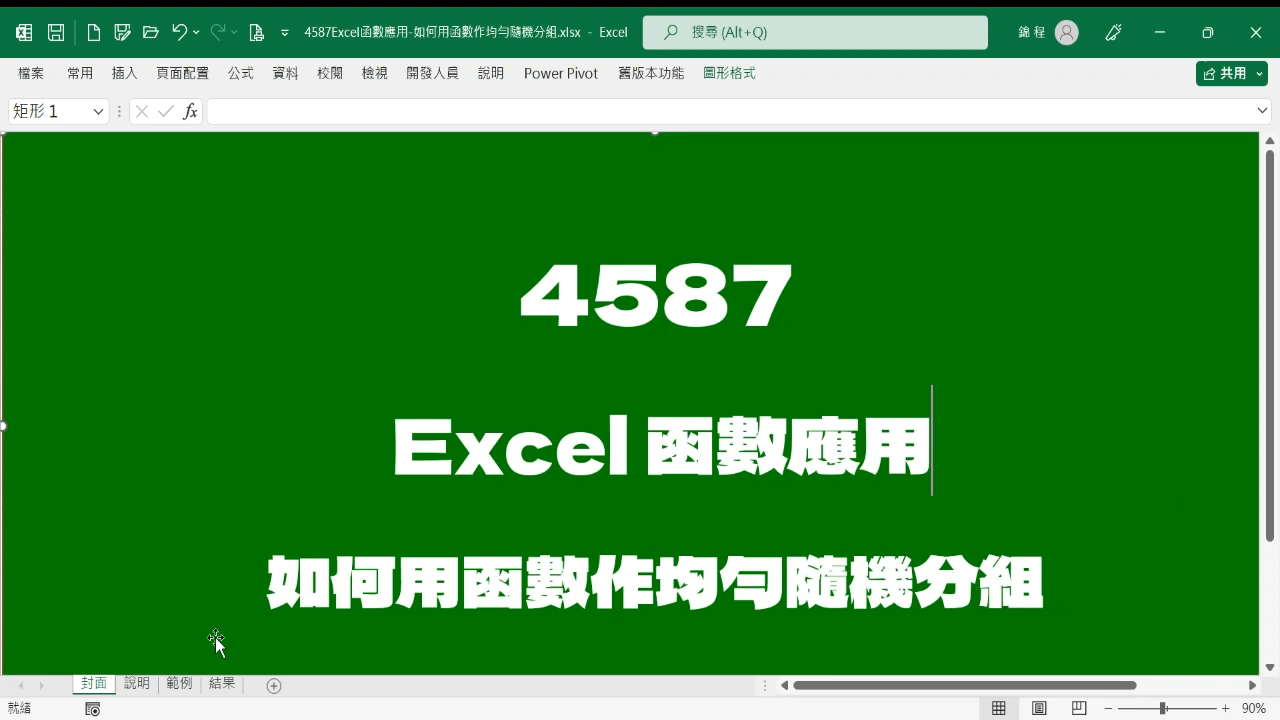 4587Excel函數應用-如何用函數作均勻隨機分組.xlsx - Excel
搜尋 (Alt+Q)
錦 程
檔案 常用 插入 頁面配置 公式 資料 校閱 檢視 開發人員 說明 Power Pivot 舊版本功能 圖形格式
共用
矩形 1
fx
4587
Excel 函數應用
如何用函數作均勻隨機分組
封面 說明 範例 結果
就緒
90%